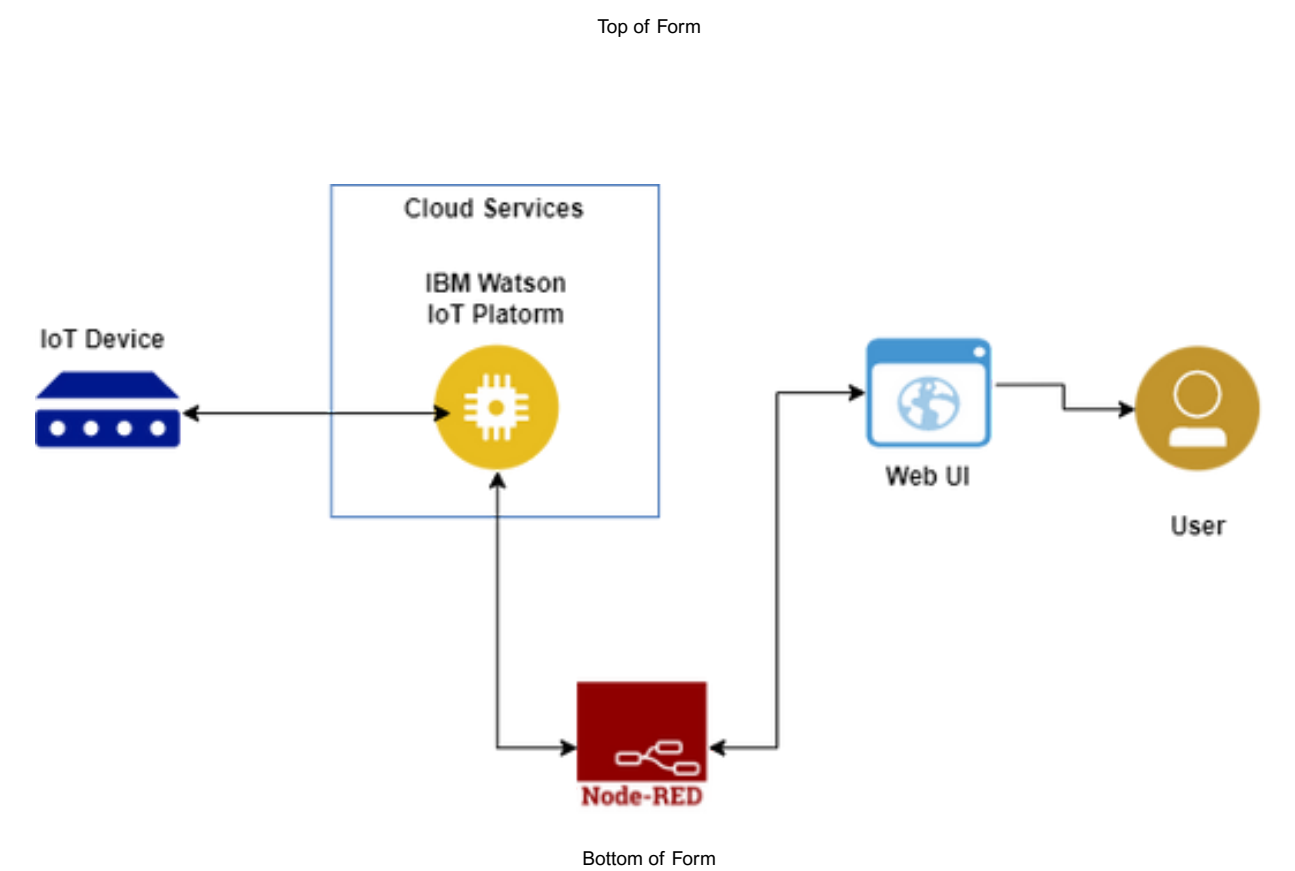 Top of Form
Cloud Services
IBM Watson
IoT Platorm
IoT Device
Web UI
User
Node-RED
Bottom of Form